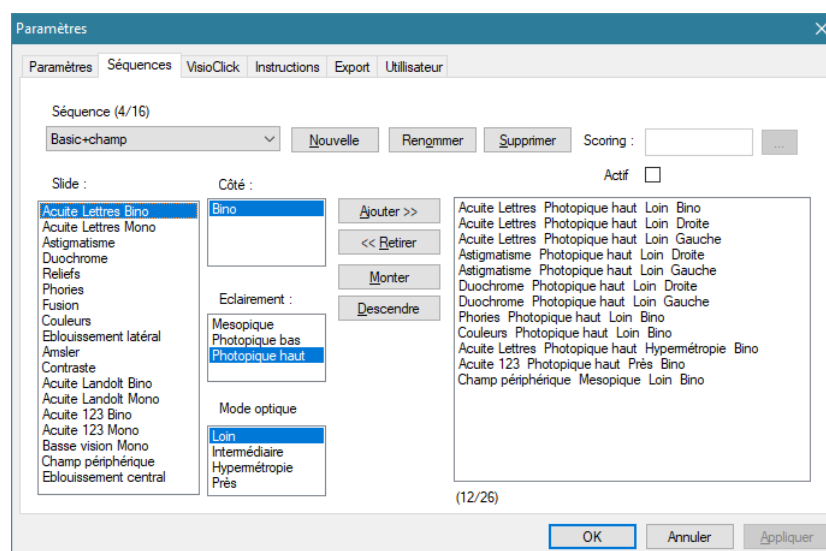 Paramètres
Paramètres Séquences VisioClick Instructions Export Utilisateur
Séquence (4/16)
Basic+champ Nouvelle Renommer Supprimer Scoring : ...
Actif
Slide :
Acuite Lettres Bino
Acuite Lettres Mono
Astigmatisme
Duochrome
Reliefs
Phories
Fusion
Couleurs
Eblouissement latéral
Amsler
Contraste
Acuite Landolt Bino
Acuite Landolt Mono
Acuite 123 Bino
Acuite 123 Mono
Basse vision Mono
Champ périphérique
Eblouissement central
Côté :
Bino
Eclairement :
Mesopique
Photopique bas
Photopique haut
Mode optique
Loin
Intermédiaire
Hypermétropie
Près
Ajouter >>
<< Retirer
Monter
Descendre
Acuite Lettres Photopique haut Loin Bino
Acuite Lettres Photopique haut Loin Droite
Acuite Lettres Photopique haut Loin Gauche
Astigmatisme Photopique haut Loin Droite
Astigmatisme Photopique haut Loin Gauche
Duochrome Photopique haut Loin Droite
Duochrome Photopique haut Loin Gauche
Phories Photopique haut Loin Bino
Couleurs Photopique haut Loin Bino
Acuite Lettres Photopique haut Hypermétropie Bino
Acuite 123 Photopique haut Près Bino
Champ périphérique Mesopique Loin Bino
(12/26)
OK Annuler Appliquer